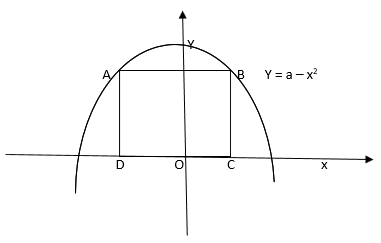 Y
A B Y = a – x²
D O C x